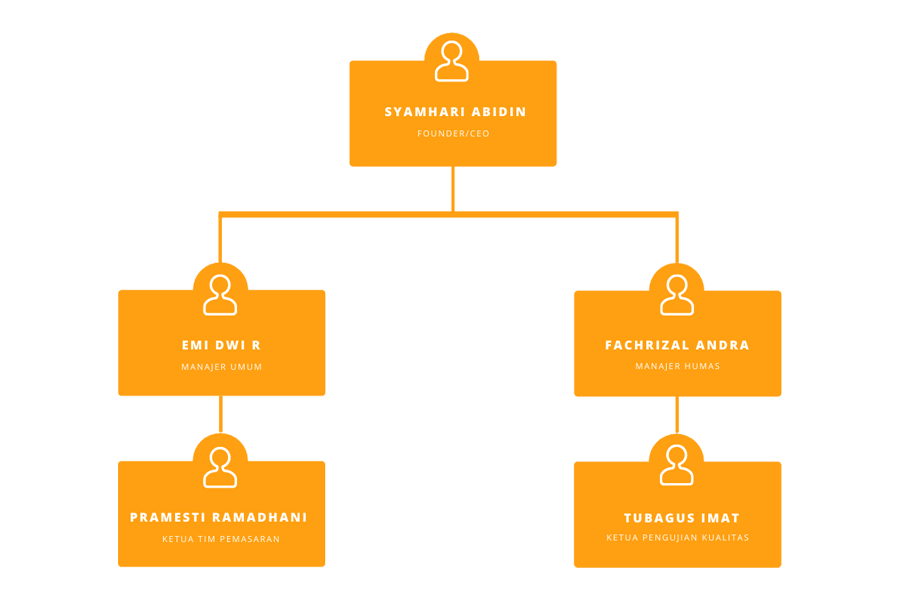 SYAMHARI ABIDIN
FOUNDER/CEO
EMI DWI R
MANAJER UMUM
FACHRIZAL ANDRA
MANAJER HUMAS
PRAMESTI RAMADHANI
KETUA TIM PEMASARAN
TUBAGUS IMAT
KETUA PENGUJIAN KUALITAS